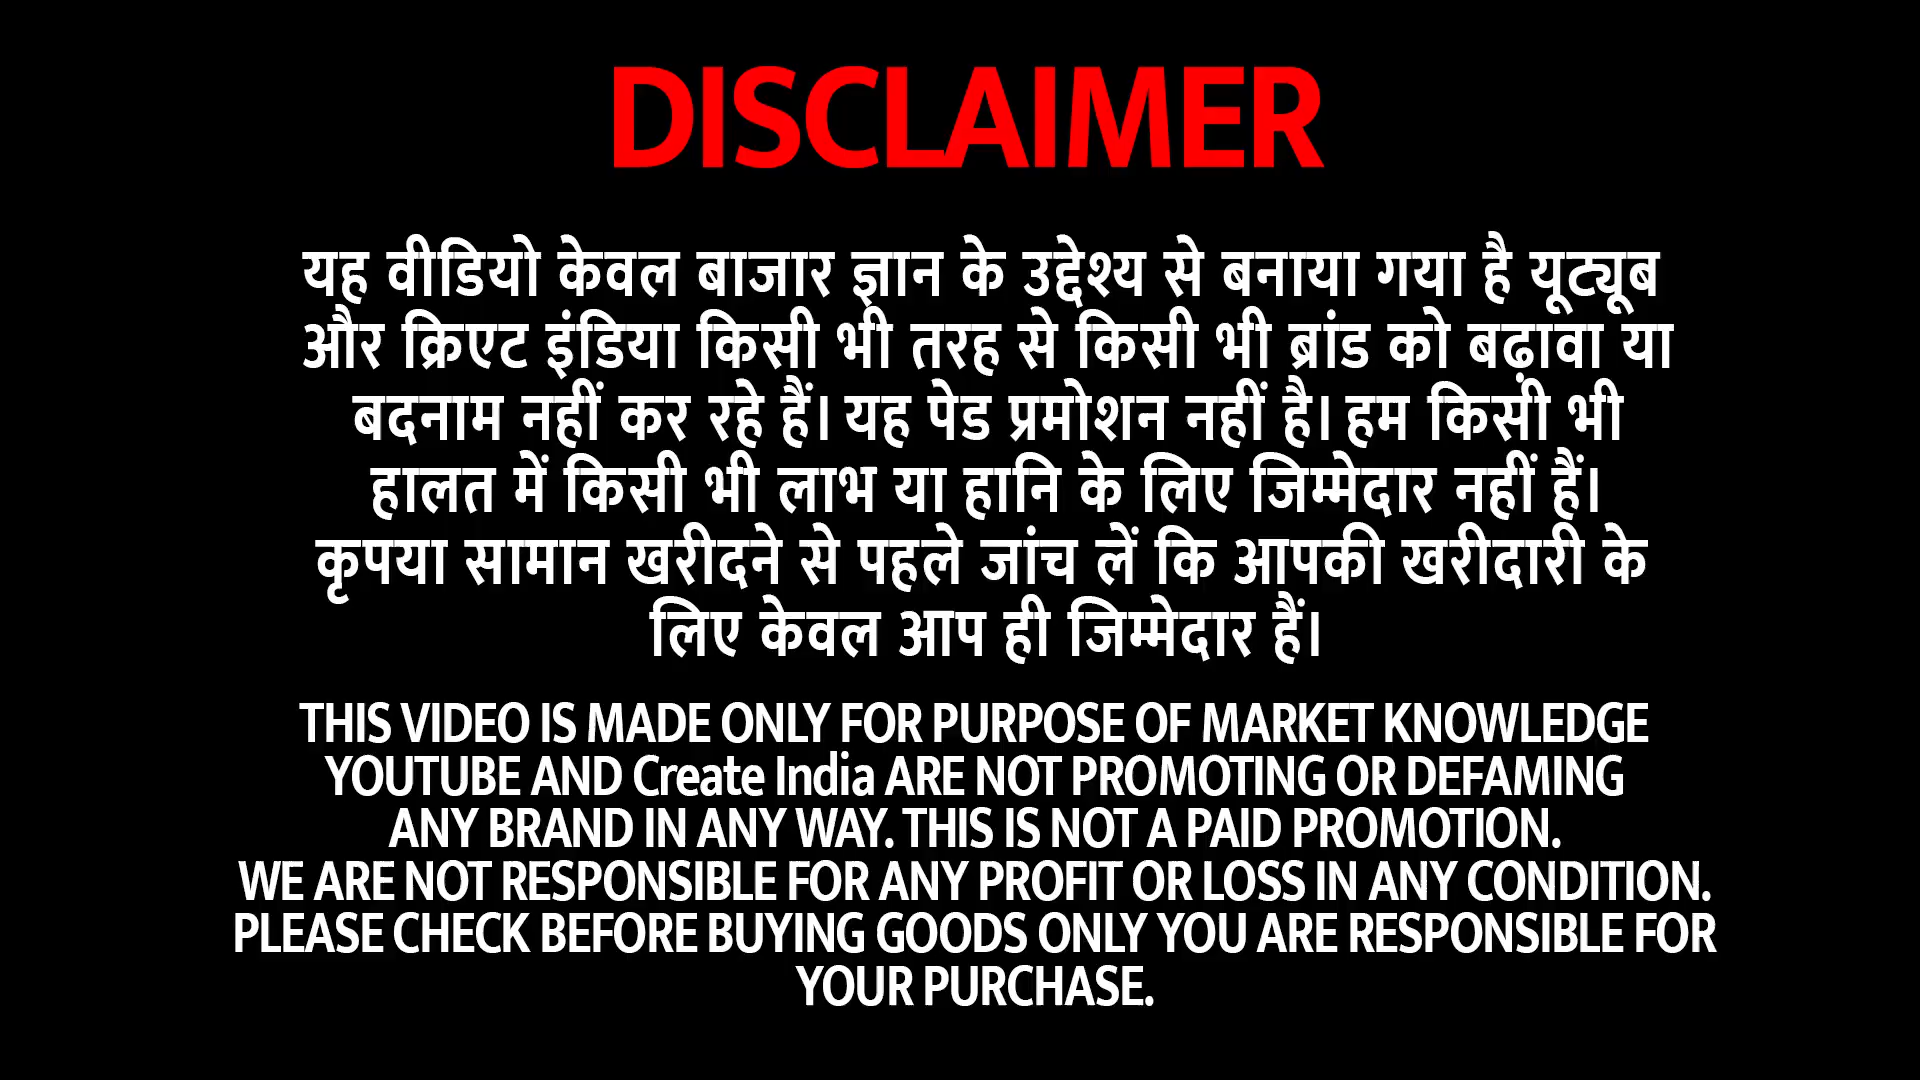 DISCLAIMER
यह वीडियो केवल बाजार ज्ञान के उद्देश्य से बनाया गया है यूट्यूब
और क्रिएट इंडिया किसी भी तरह से किसी भी ब्रांड को बढ़ावा या
बदनाम नहीं कर रहे हैं। यह पेड प्रमोशन नहीं है। हम किसी भी
हालत में किसी भी लाभ या हानि के लिए जिम्मेदार नहीं हैं।
कृपया सामान खरीदने से पहले जांच लें कि आपकी खरीदारी के
लिए केवल आप ही जिम्मेदार हैं।
THIS VIDEO IS MADE ONLY FOR PURPOSE OF MARKET KNOWLEDGE
YOUTUBE AND Create India ARE NOT PROMOTING OR DEFAMING
ANY BRAND IN ANY WAY. THIS IS NOT A PAID PROMOTION.
WE ARE NOT RESPONSIBLE FOR ANY PROFIT OR LOSS IN ANY CONDITION.
PLEASE CHECK BEFORE BUYING GOODS ONLY YOU ARE RESPONSIBLE FOR
YOUR PURCHASE.